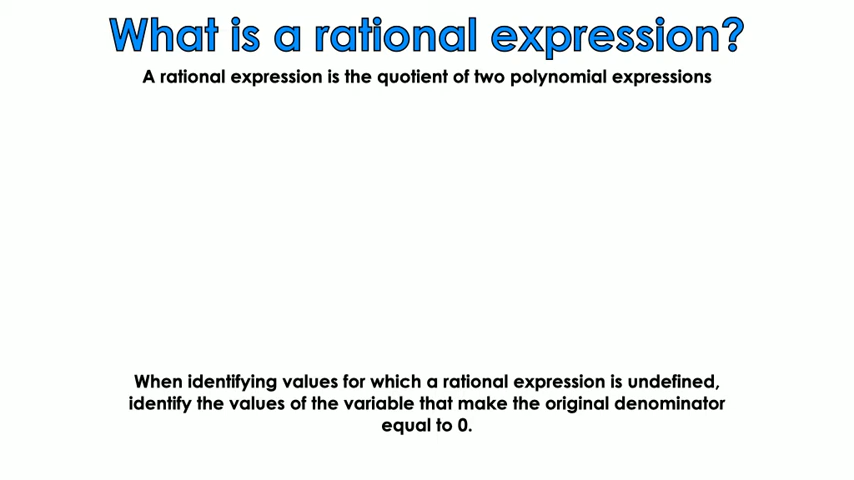 What is a rational expression?
A rational expression is the quotient of two polynomial expressions
When identifying values for which a rational expression is undefined,
identify the values of the variable that make the original denominator
equal to 0.